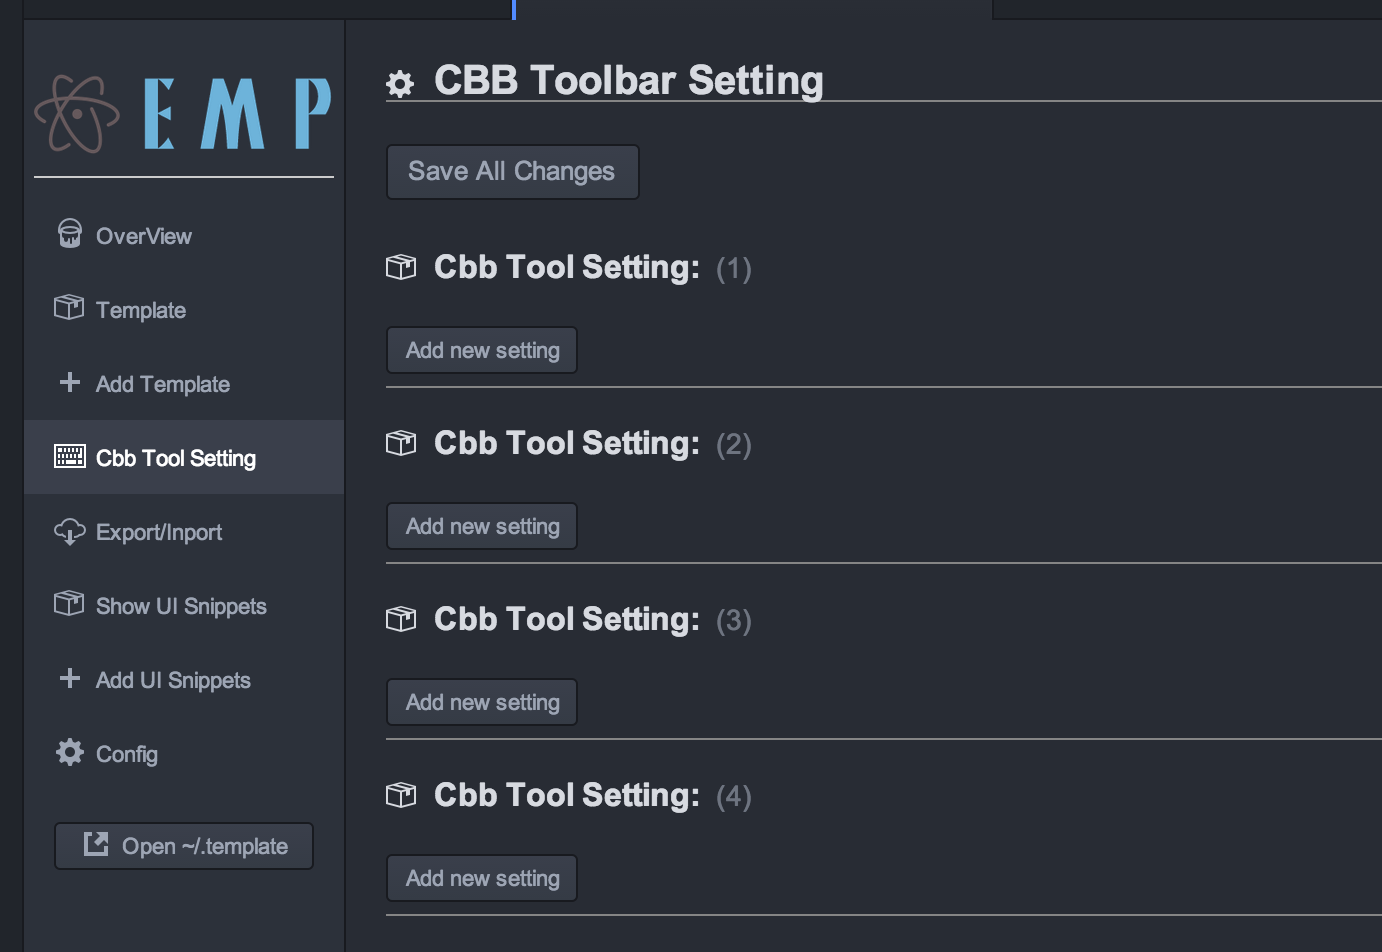 EMP
OverView
Template
Add Template
Cbb Tool Setting
Export/Inport
Show UI Snippets
Add UI Snippets
Config
Open ~/.template
CBB Toolbar Setting
Save All Changes
Cbb Tool Setting: (1)
Add new setting
Cbb Tool Setting: (2)
Add new setting
Cbb Tool Setting: (3)
Add new setting
Cbb Tool Setting: (4)
Add new setting